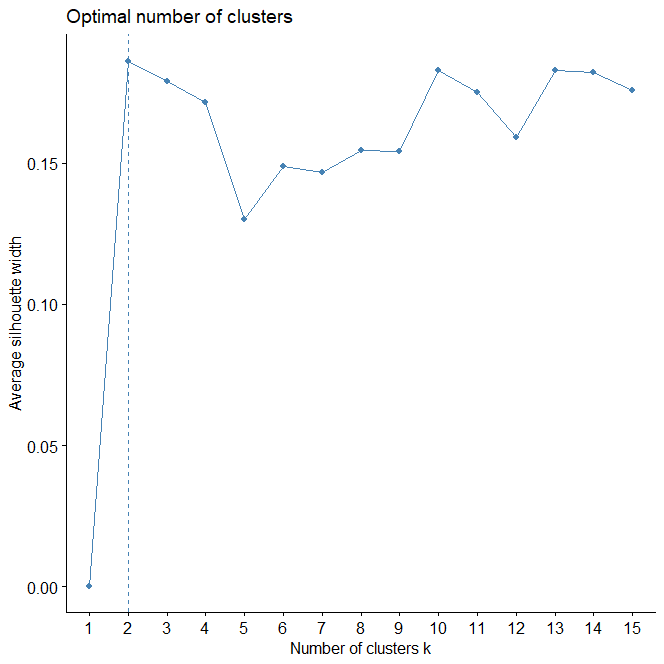 Optimal number of clusters
Average silhouette width
0.15
0.10
0.05
0.00
1 2 3 4 5 6 7 8 9 10 11 12 13 14 15
Number of clusters k